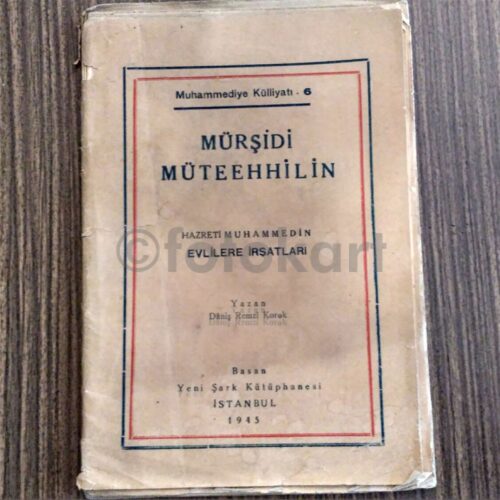 Muhammediye Külliyatı - 6
MÜRŞİDİ
MÜTEEHHİLİN
HAZRETİ MUHAMMEDİN
EVLİLERE İRŞATLARI
©fotokart
Yazan
Dâniş Remzi Korok
Basan
Yeni Şark Kütüphanesi
İSTANBUL
1945